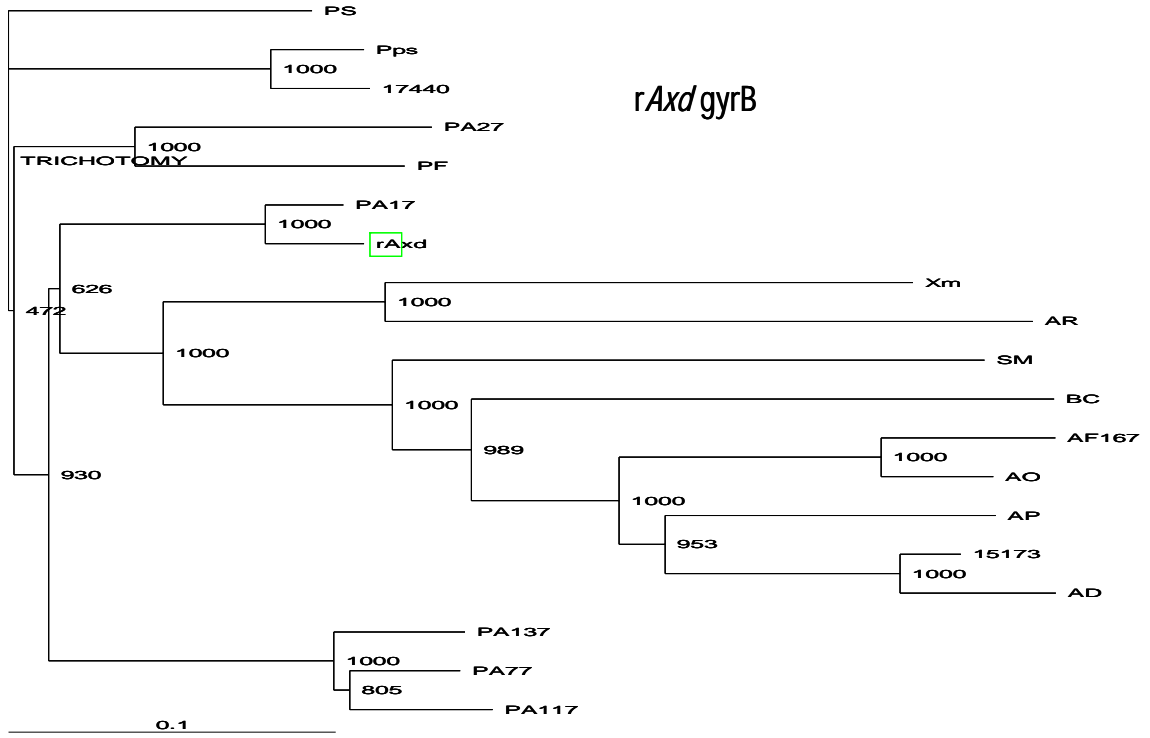 PS
Pps
1000
17440
rAxd gyrB
PA27
1000
TRICHOTOMY
PF
PA17
1000
rAxd
Xm
626
1000
472
AR
1000
SM
1000
BC
AF167
989
1000
AO
1000
AP
953
15173
1000
930
AD
PA137
1000
PA77
805
PA117
0.1